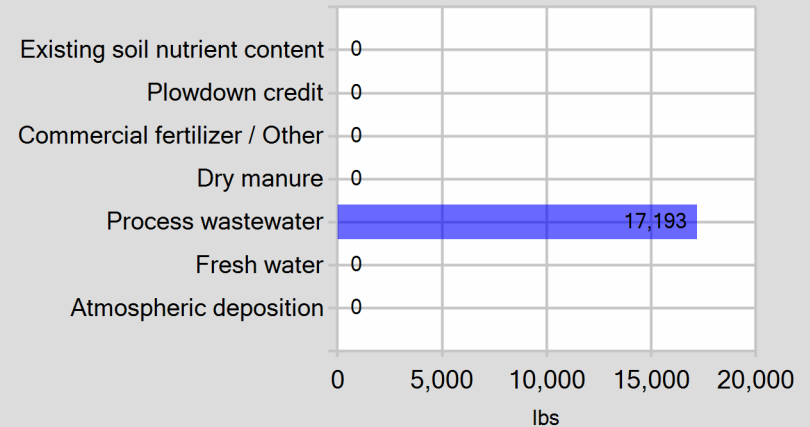 Existing soil nutrient content 0
Plowdown credit 0
Commercial fertilizer / Other 0
Dry manure 0
Process wastewater 17,193
Fresh water 0
Atmospheric deposition 0
0 5,000 10,000 15,000 20,000
lbs